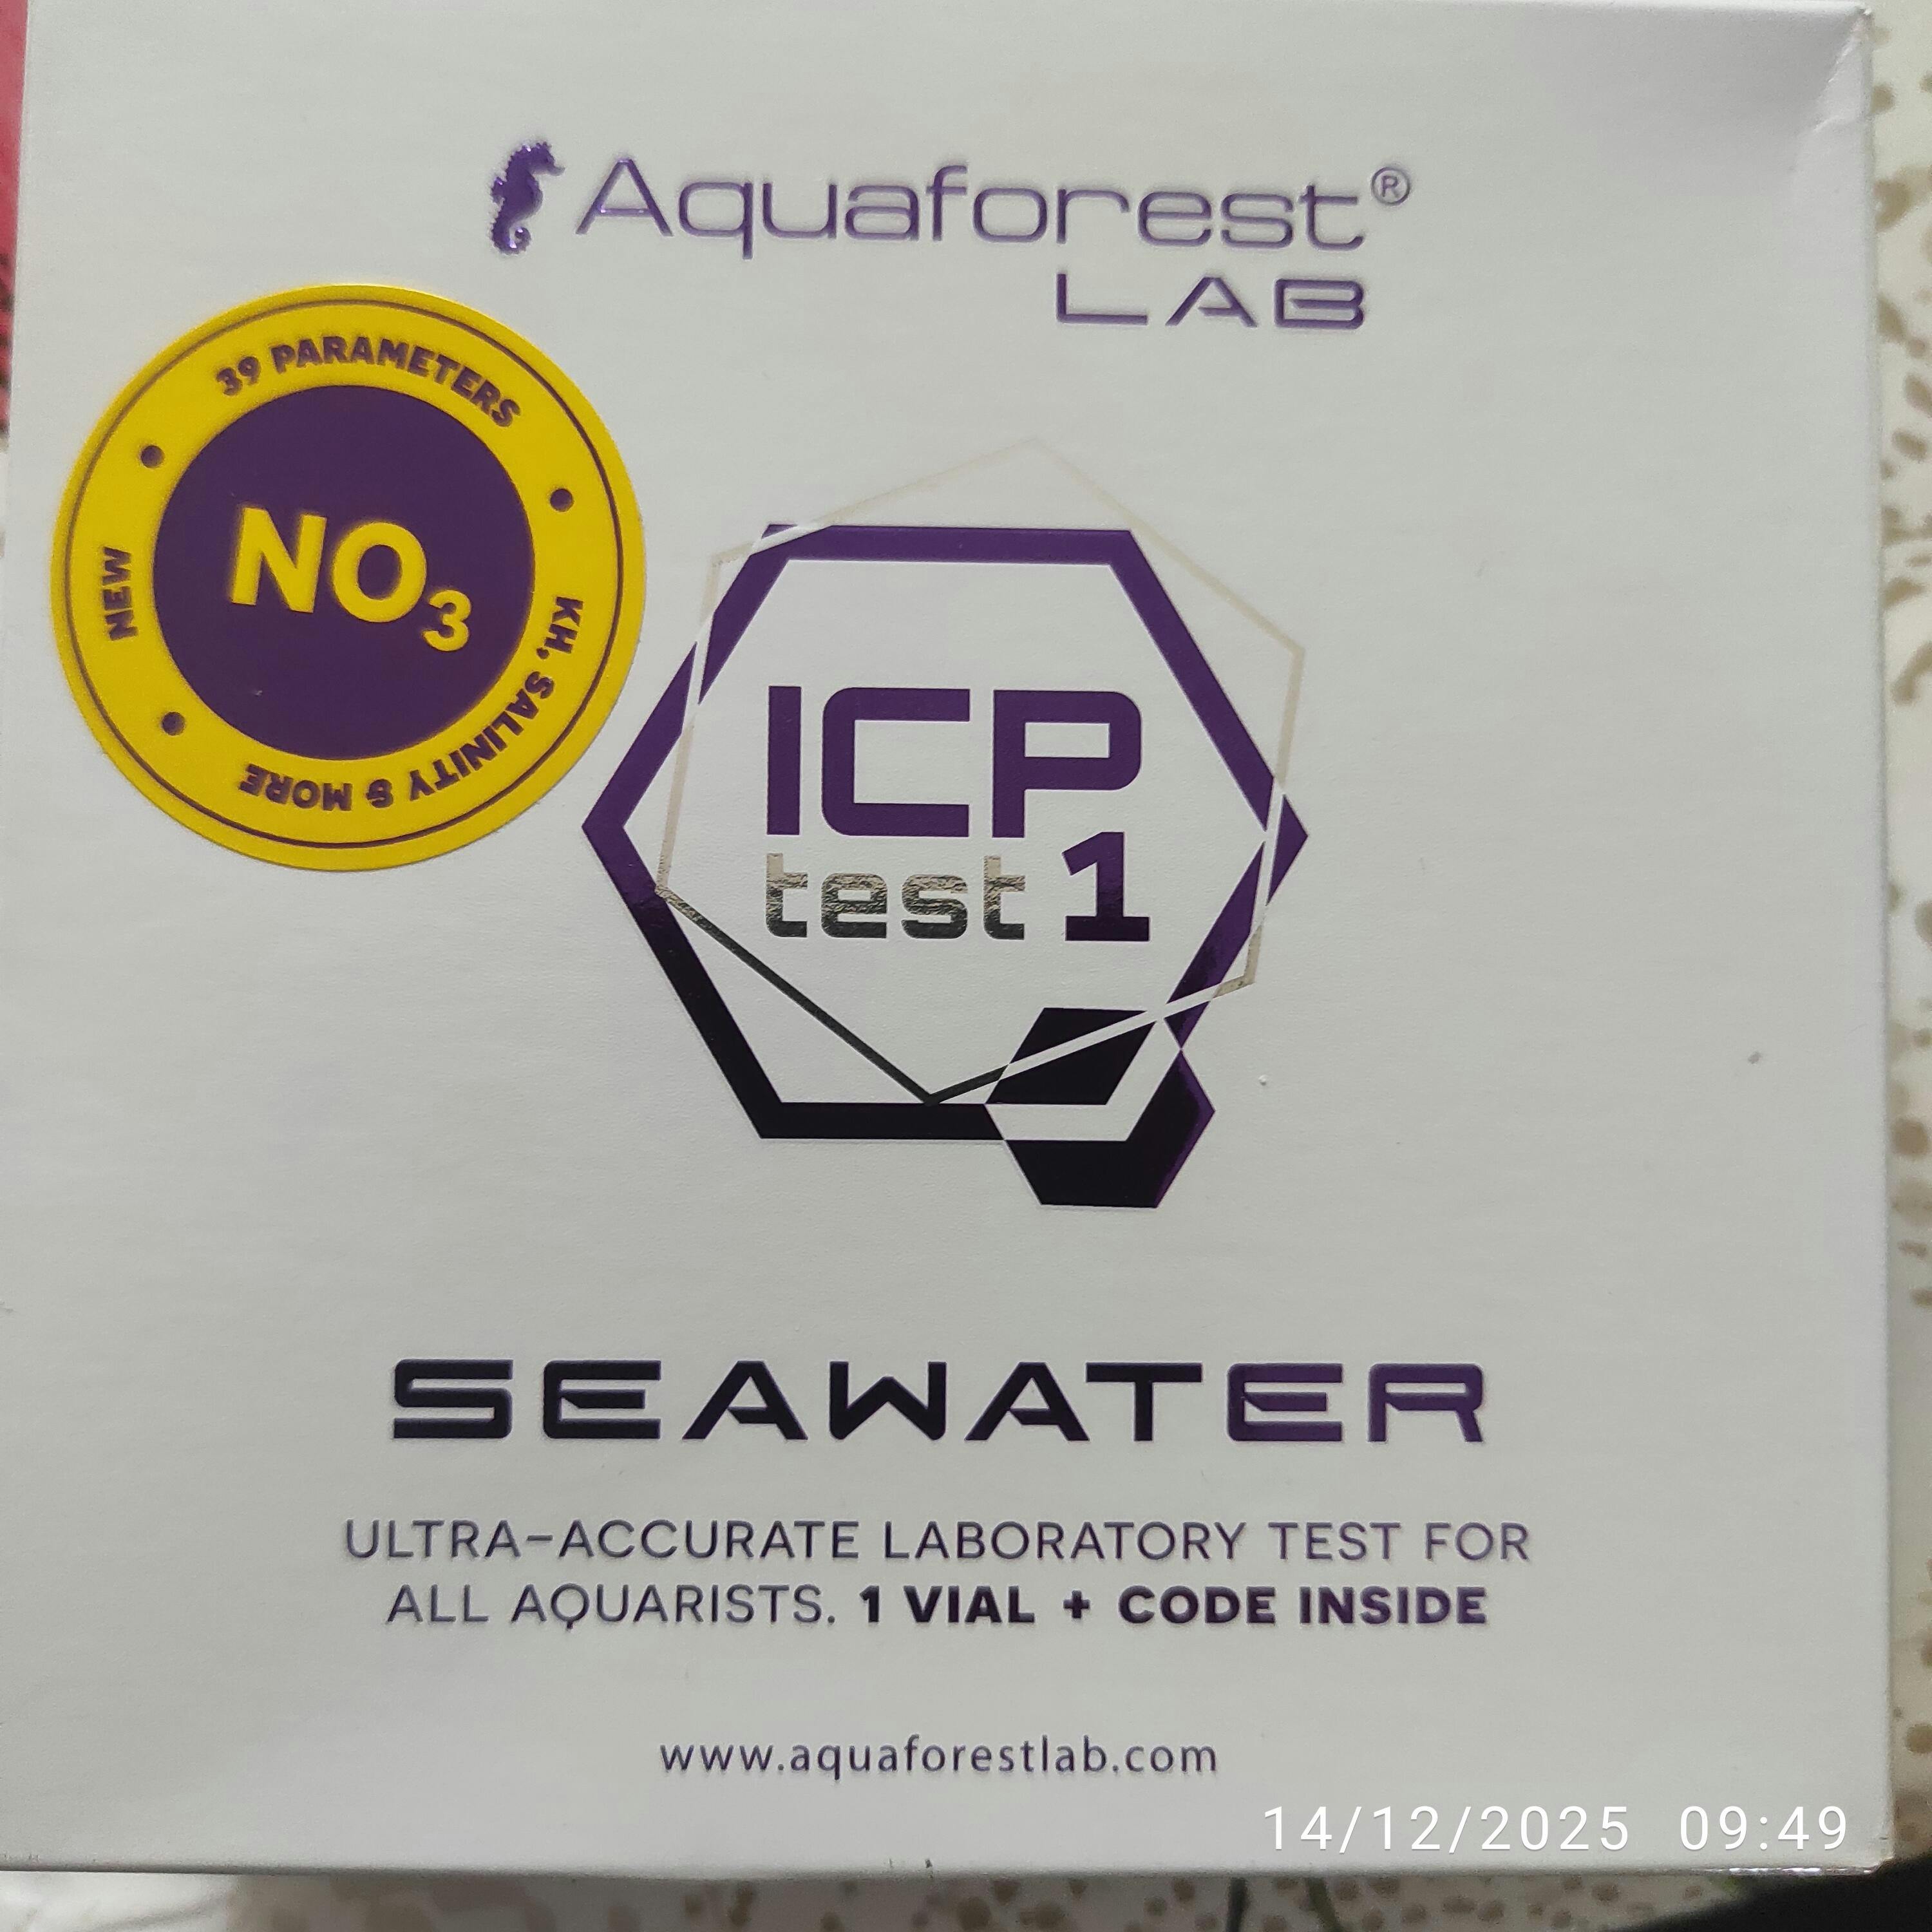 Aquaforest®
LAB
39 PARAMETERS
NEW
NO₃
KH, SALINITY & MORE
ICP
test 1
SEAWATER
ULTRA-ACCURATE LABORATORY TEST FOR
ALL AQUARISTS. 1 VIAL + CODE INSIDE
www.aquaforestlab.com
14/12/2025 09:49